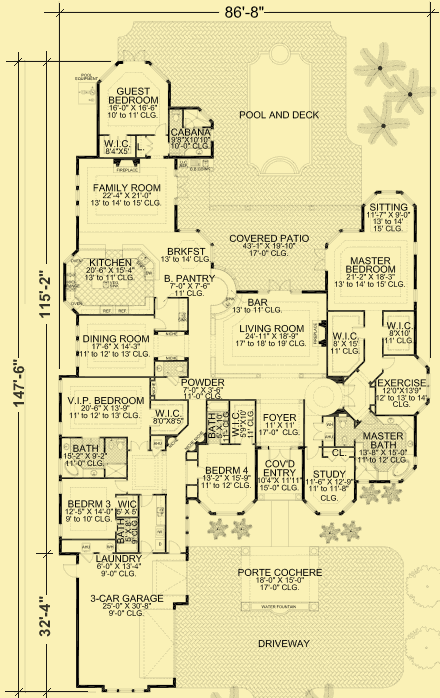 86'-8"
POOL
EQUIPMENT
GUEST
BEDROOM
16'-0" X 16'-6"
10' to 11' CLG.
POOL AND DECK
CABANA
9'8"X10'10"
10'-0" CLG.
W.I.C.
8'4"X5'
L.
FIREPLACE
FAMILY ROOM
22'-4" X 21'-0"
13' to 14' to 15' CLG.
SITTING
11'-7" X 9'-0"
13' to 14'
15' CLG.
COVERED PATIO
43'-1" X 19'-10"
17'-0" CLG.
BRKFST
13' to 14' CLG.
KITCHEN
20'-6" X 15'-4"
13' to 11' CLG.
OVEN
REF.
REF.
B. PANTRY
7'-0" X 7'-6"
11' CLG.
MASTER
BEDROOM
21'-2" X 18'-3"
13' to 14' to 15' CLG.
BAR
13' to 11' CLG.
LIVING ROOM
24'-11" X 18'-9"
17' to 18' to 19' CLG.
FIREPLACE
W.I.C.
8' X 15'
11' CLG.
W.I.C.
8'X10'
11' CLG.
DINING ROOM
17'-6" X 14'-3"
11' to 12' to 13' CLG.
NICHE
NICHE
POWDER
7'-0" X 3'-6"
11'-0" CLG.
EXERCISE
12'0"X13'9"
12' to 13' to
14' CLG.
V.I.P. BEDROOM
20'-6" X 13'-9"
11' to 12' to 13' CLG.
W.I.C.
8'0"X8'5"
BATH
W.I.C.
FOYER
11' X 11'
17'-0" CLG.
MASTER
BATH
13'-8" X 15'-0"
11' to 12' CLG.
BATH
15'-2" X 9'-2"
11'-0" CLG.
BEDRM 4
13'-2" X 15'-9"
11' to 12' CLG.
COV'D
ENTRY
10'4"X 11'11"
15'-0" CLG.
CL.
STUDY
11'-6" X 12'-9"
11' to 11'-8"
CLG.
BEDRM 3
12'-5" X 14'-0"
9' to 10' CLG.
WIC
5' X 5'
BATH
LAUNDRY
6'-0" X 13'-4"
9'-0" CLG.
3-CAR GARAGE
25'-0" X 30'-8"
9'-0" CLG.
PORTE COCHERE
18'-0" X 15'-0"
17'-0" CLG.
WATER FOUNTAIN
DRIVEWAY
115'-2"
147'-6"
32'-4"